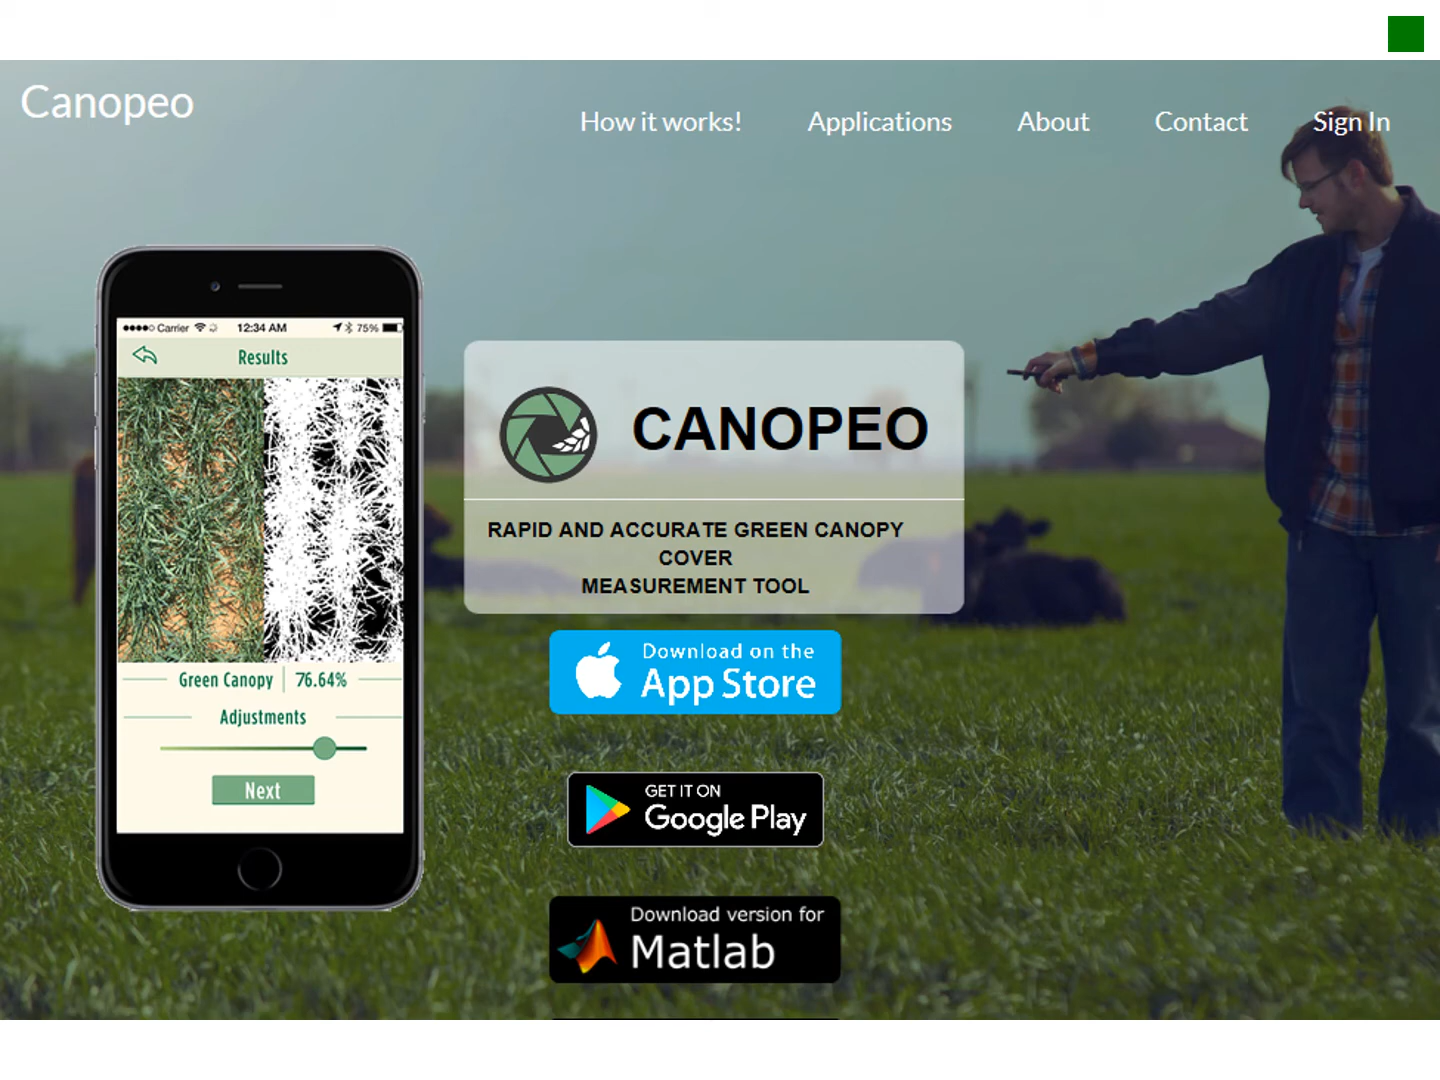 Canopeo
How it works!
Applications
About
Contact
Sign In
Carrier
12:34 AM
75%
Results
Green Canopy
76.64%
Adjustments
Next
CANOPEO
RAPID AND ACCURATE GREEN CANOPY
COVER
MEASUREMENT TOOL
Download on the
App Store
GET IT ON
Google Play
Download version for
Matlab